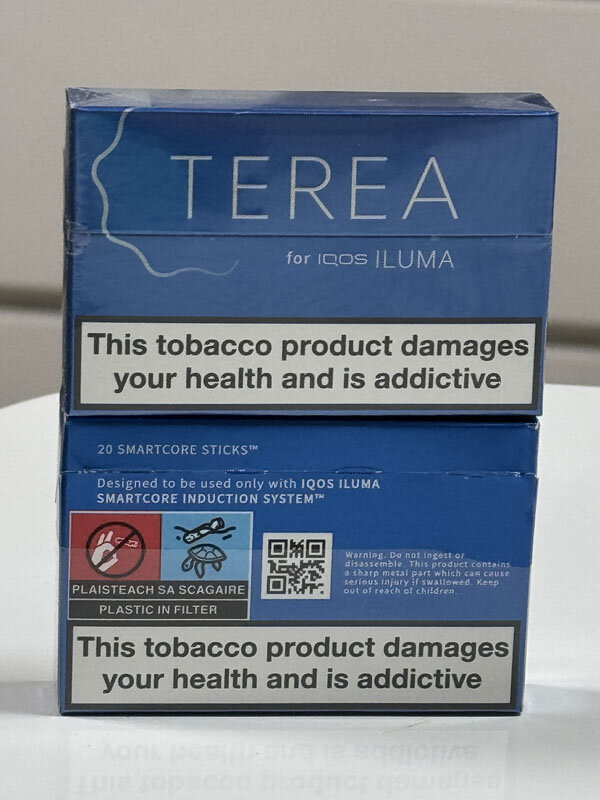 TEREA
for IQOS ILUMA
This tobacco product damages
your health and is addictive
20 SMARTCORE STICKS™
Designed to be used only with IQOS ILUMA
SMARTCORE INDUCTION SYSTEM™
PLAISTEACH SA SCAGAIRE
PLASTIC IN FILTER
Warning. Do not ingest or
disassemble. This product contains
a sharp metal part which can cause
serious injury if swallowed. Keep
out of reach of children.
This tobacco product damages
your health and is addictive